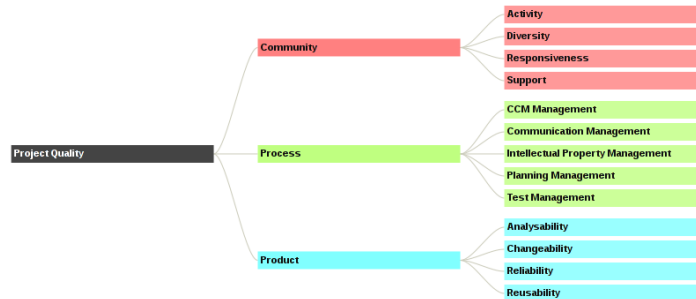 Project Quality
Community
Activity
Diversity
Responsiveness
Support
Process
CCM Management
Communication Management
Intellectual Property Management
Planning Management
Test Management
Product
Analysability
Changeability
Reliability
Reusability